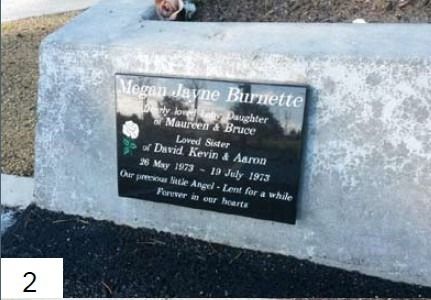 Megan Jayne Burnette
Dearly loved Baby Daughter
of Maureen & Bruce
Loved Sister
of David, Kevin & Aaron
26 May 1973 ~ 19 July 1973
Our precious little Angel - Lent for a while
Forever in our hearts
2